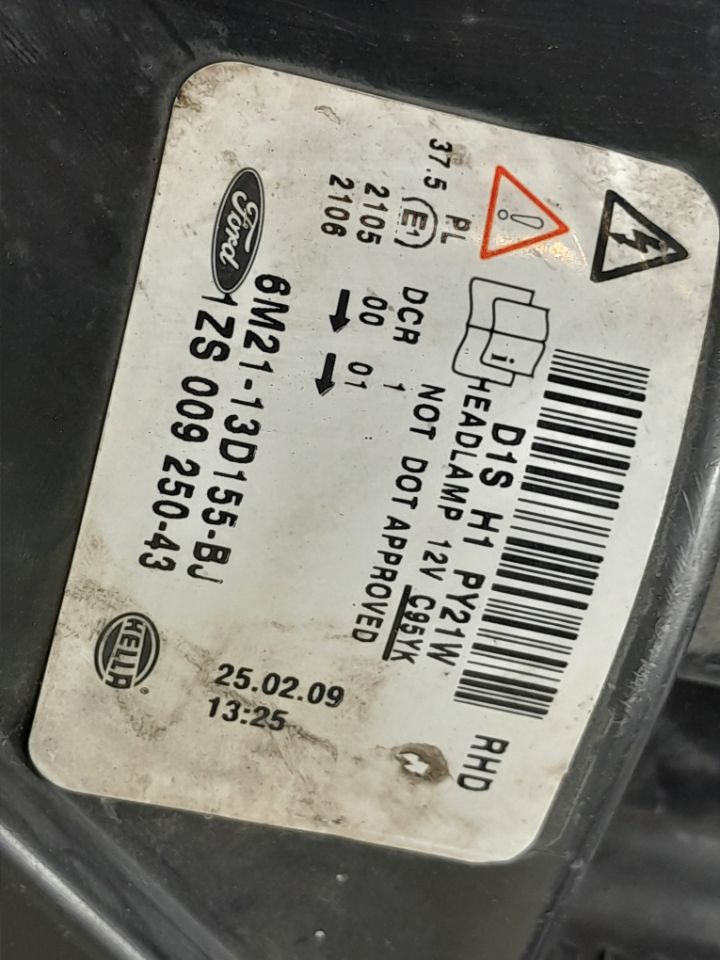 D1S H1 PY21W RHD
HEADLAMP 12V C95YK
NOT DOT APPROVED
37.5 PL DCR 1
E1 00 01
2105
2106
25.02.09
13:25
Ford
6M21-13D155-BJ
1ZS 009 250-43
HELLA ®